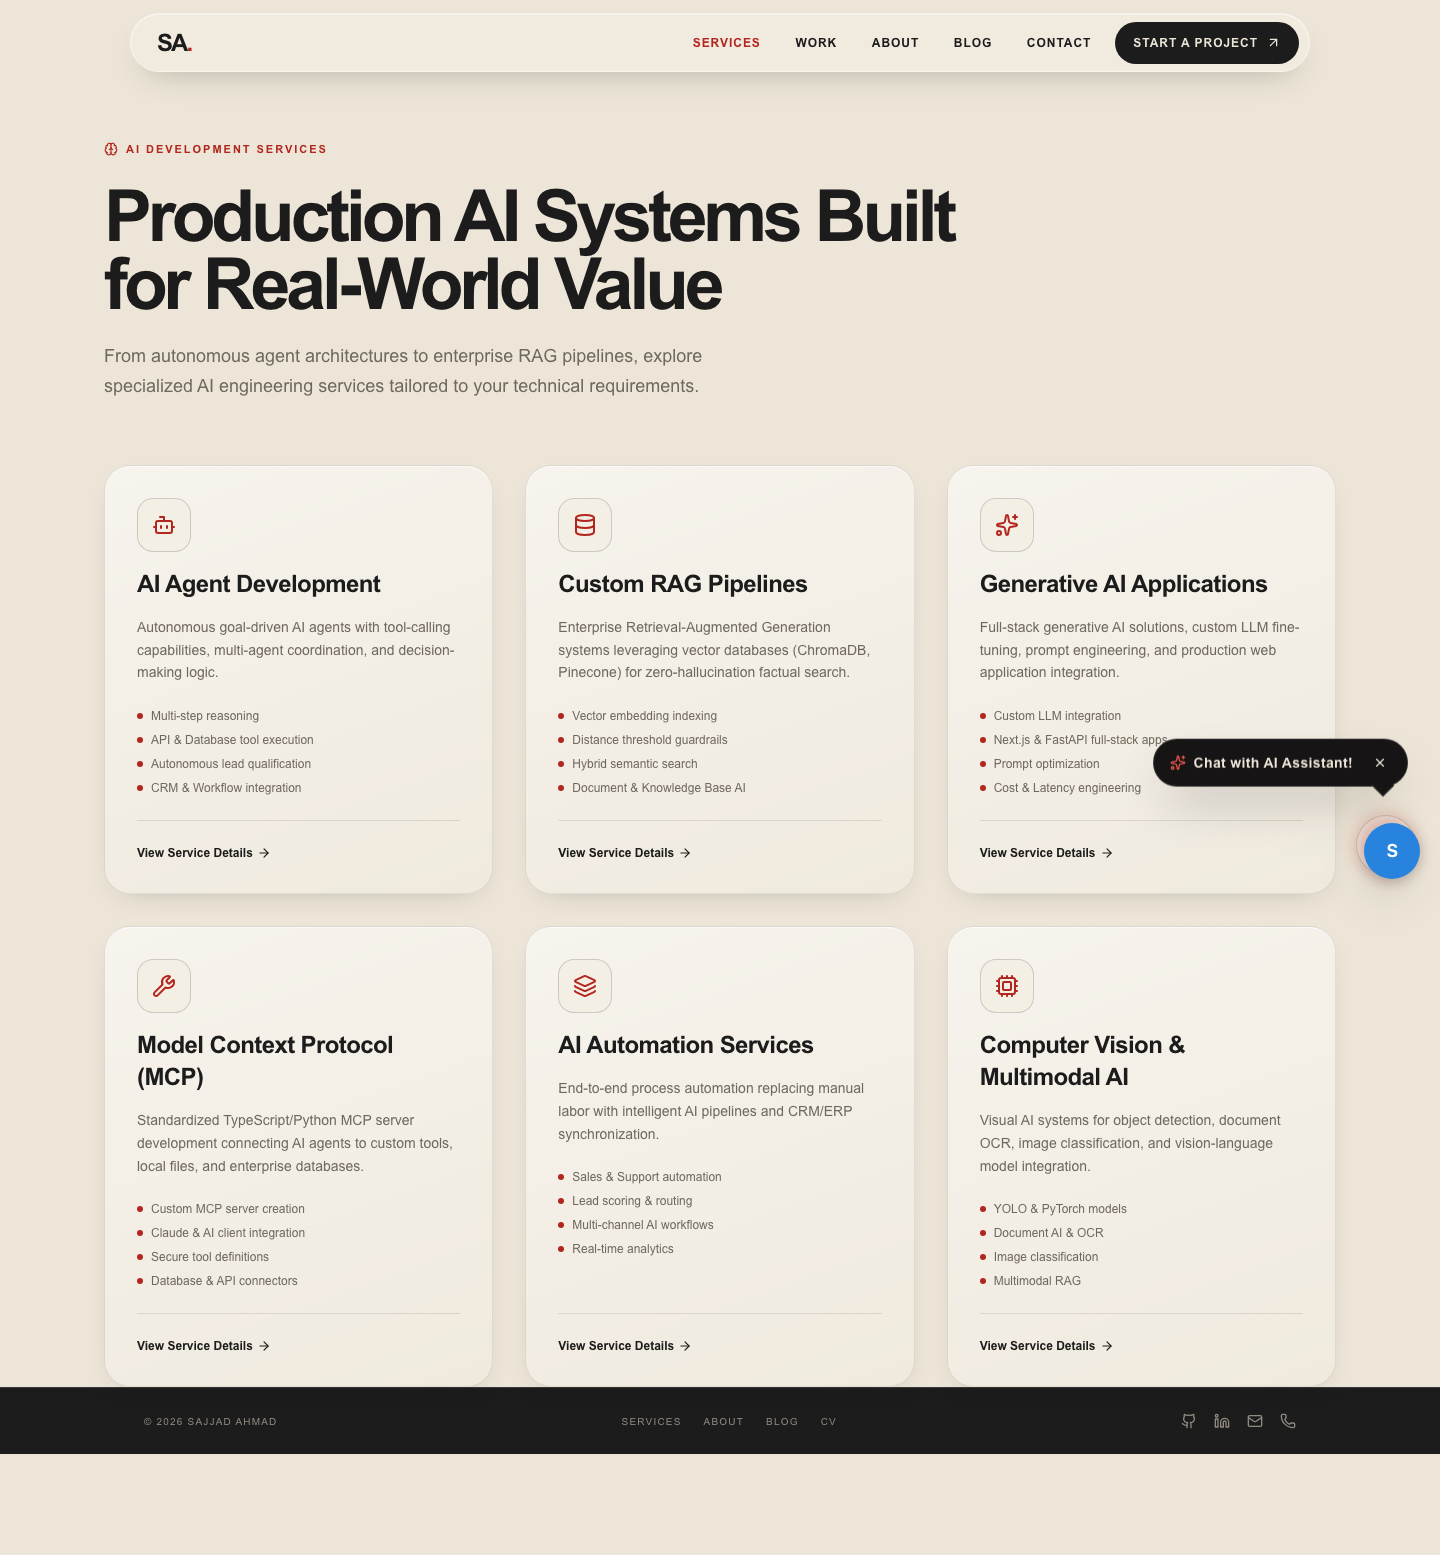 SA.
SERVICES
WORK
ABOUT
BLOG
CONTACT
START A PROJECT
AI DEVELOPMENT SERVICES
Production AI Systems Built
for Real-World Value
From autonomous agent architectures to enterprise RAG pipelines, explore
specialized AI engineering services tailored to your technical requirements.
AI Agent Development
Autonomous goal-driven AI agents with tool-calling
capabilities, multi-agent coordination, and decision-
making logic.
Multi-step reasoning
API & Database tool execution
Autonomous lead qualification
CRM & Workflow integration
View Service Details
Custom RAG Pipelines
Enterprise Retrieval-Augmented Generation
systems leveraging vector databases (ChromaDB,
Pinecone) for zero-hallucination factual search.
Vector embedding indexing
Distance threshold guardrails
Hybrid semantic search
Document & Knowledge Base AI
View Service Details
Generative AI Applications
Full-stack generative AI solutions, custom LLM fine-
tuning, prompt engineering, and production web
application integration.
Custom LLM integration
Next.js & FastAPI full-stack apps
Prompt optimization
Cost & Latency engineering
View Service Details
Chat with AI Assistant!
S
Model Context Protocol
(MCP)
Standardized TypeScript/Python MCP server
development connecting AI agents to custom tools,
local files, and enterprise databases.
Custom MCP server creation
Claude & AI client integration
Secure tool definitions
Database & API connectors
View Service Details
AI Automation Services
End-to-end process automation replacing manual
labor with intelligent AI pipelines and CRM/ERP
synchronization.
Sales & Support automation
Lead scoring & routing
Multi-channel AI workflows
Real-time analytics
View Service Details
Computer Vision &
Multimodal AI
Visual AI systems for object detection, document
OCR, image classification, and vision-language
model integration.
YOLO & PyTorch models
Document AI & OCR
Image classification
Multimodal RAG
View Service Details
© 2026 SAJJAD AHMAD
SERVICES
ABOUT
BLOG
CV